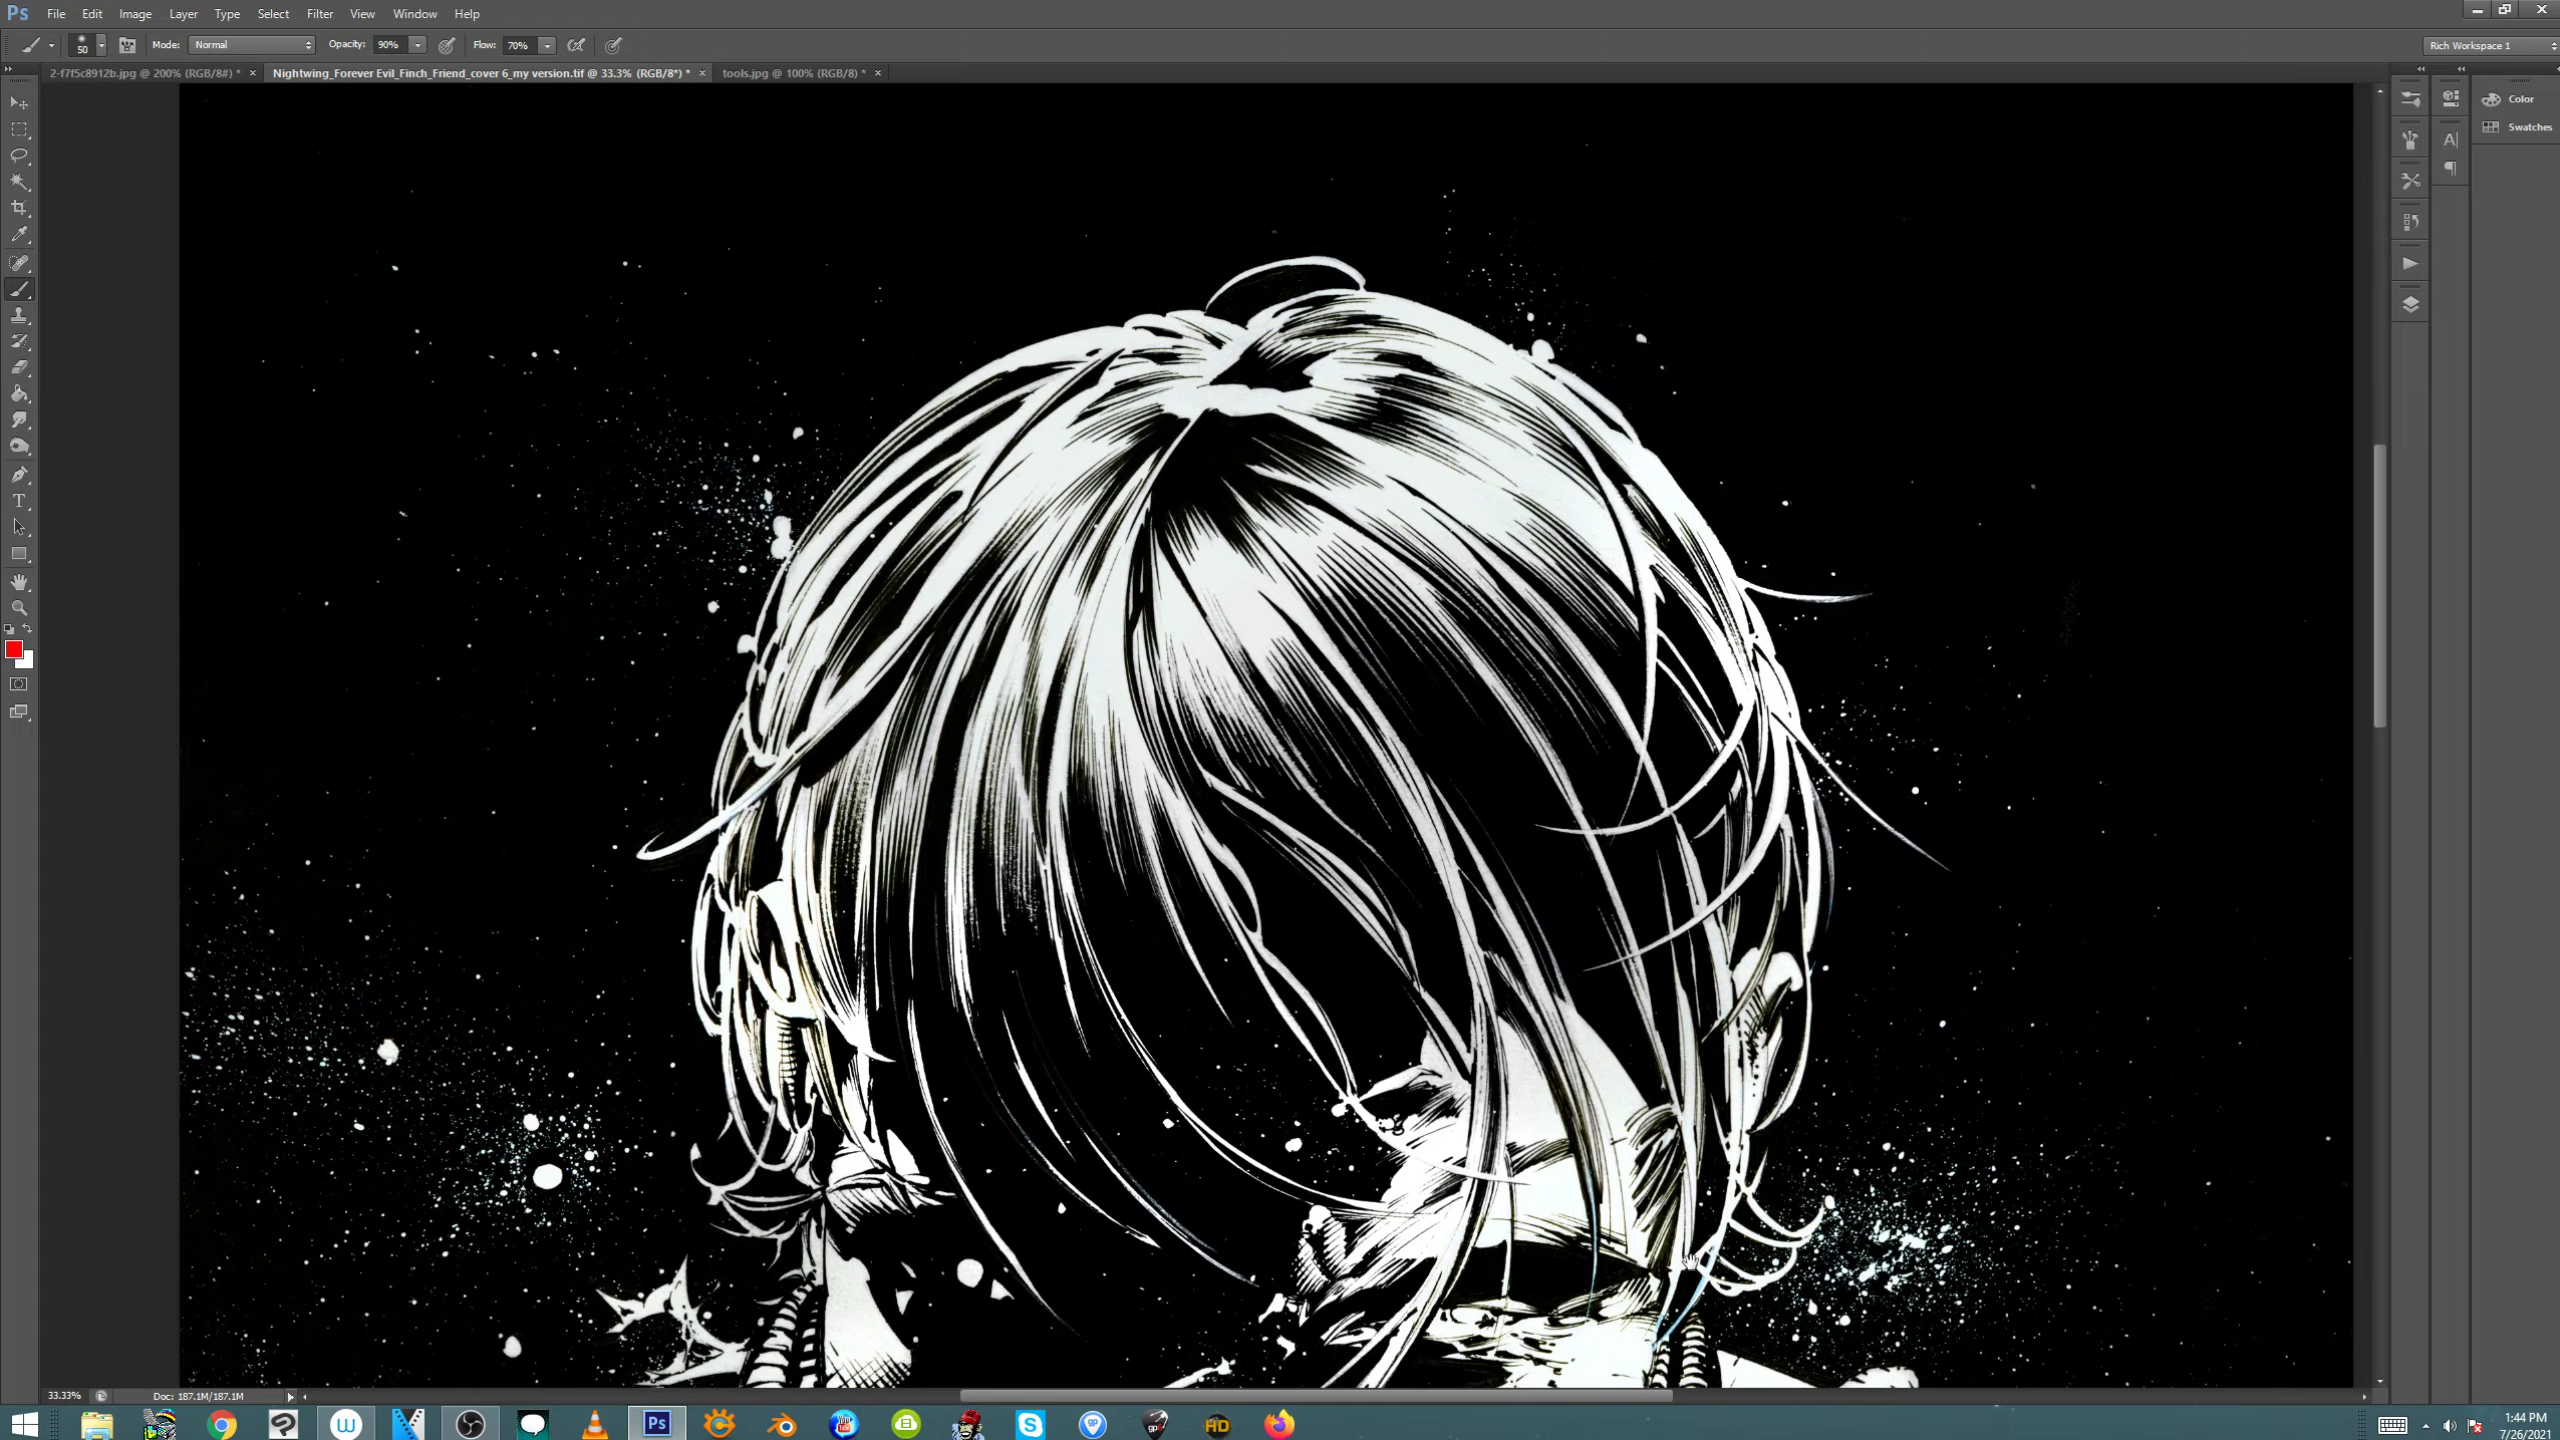 Ps File Edit Image Layer Type Select Filter View Window Help
50 Mode: Normal Opacity: 90% Flow: 70% Rich Workspace 1
2-f7f5c8912b.jpg @ 200% (RGB/8#) * × Nightwing_Forever Evil_Finch_Friend_cover 6_my version.tif @ 33.3% (RGB/8*) * × tools.jpg @ 100% (RGB/8) * ×
Color
Swatches
33.33% Doc: 187.1M/187.1M
1:44 PM
7/26/2021